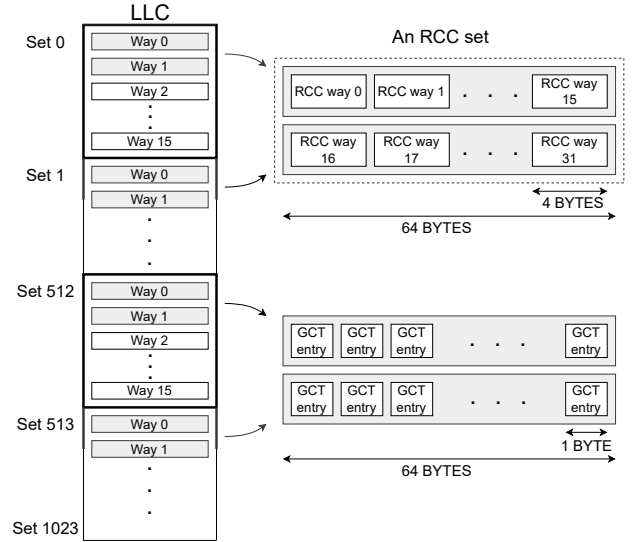 LLC
Set 0
Way 0
Way 1
Way 2
Way 15
Set 1
Way 0
Way 1
Set 512
Way 0
Way 1
Way 2
Way 15
Set 513
Way 0
Way 1
Set 1023
An RCC set
RCC way 0
RCC way 1
RCC way
15
RCC way
16
RCC way
17
RCC way
31
4 BYTES
64 BYTES
GCT
entry
GCT
entry
GCT
entry
GCT
entry
GCT
entry
GCT
entry
GCT
entry
GCT
entry
1 BYTE
64 BYTES